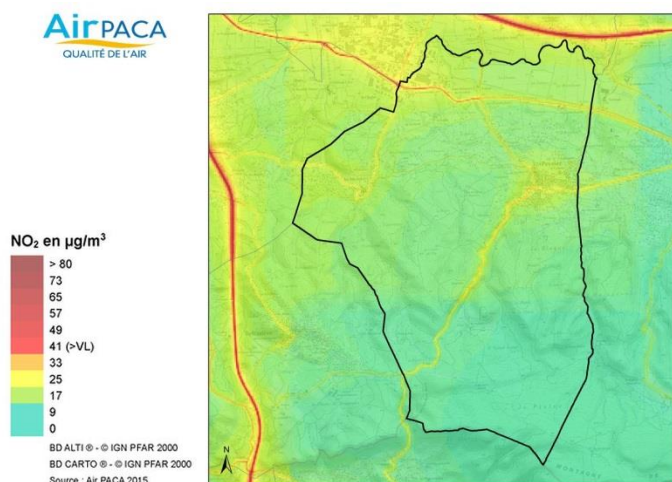 AirPACA
QUALITÉ DE L'AIR
NO₂ en µg/m³
> 80
73
65
57
49
41 (>VL)
33
25
17
9
0
BD ALTI ® - © IGN PFAR 2000
BD CARTO ® - © IGN PFAR 2000
Source : Air PACA 2015
N